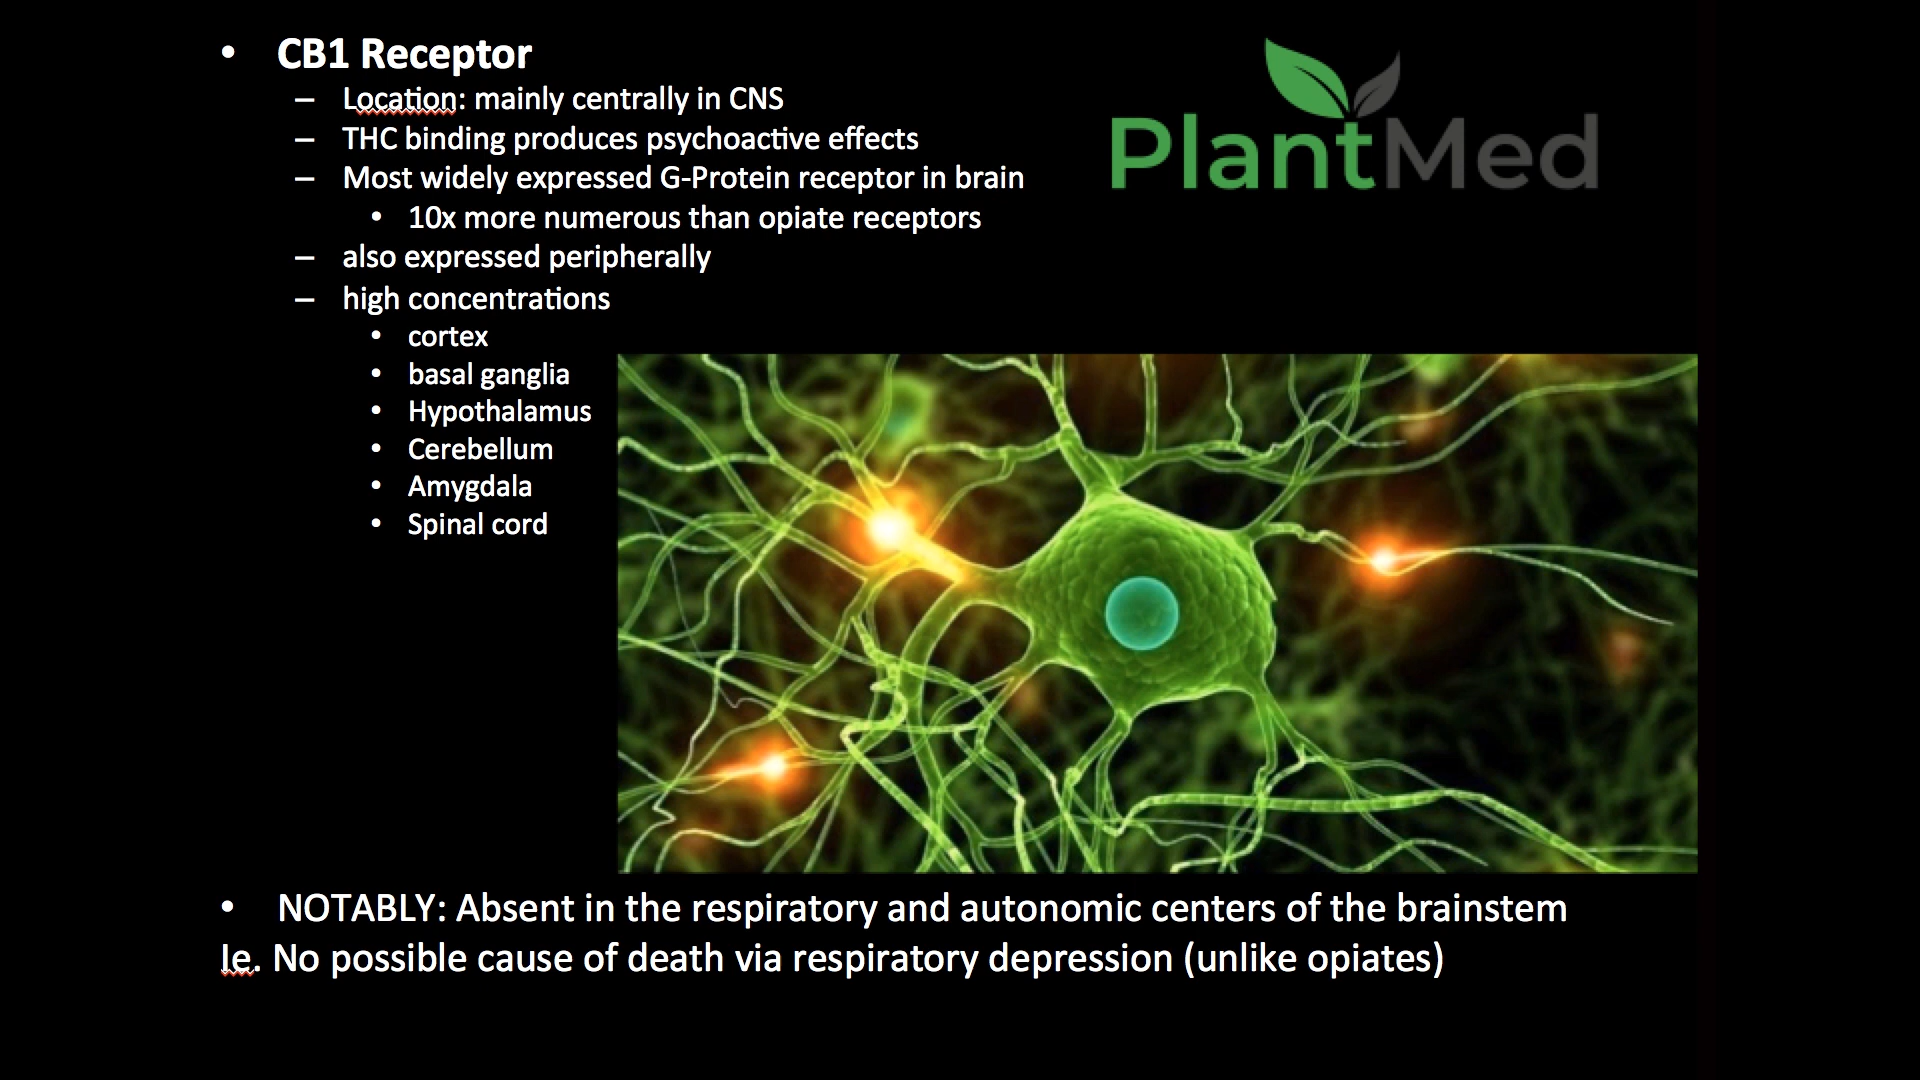 • CB1 Receptor
– Location: mainly centrally in CNS
– THC binding produces psychoactive effects
– Most widely expressed G-Protein receptor in brain
• 10x more numerous than opiate receptors
– also expressed peripherally
– high concentrations
• cortex
• basal ganglia
• Hypothalamus
• Cerebellum
• Amygdala
• Spinal cord
PlantMed
• NOTABLY: Absent in the respiratory and autonomic centers of the brainstem
Ie. No possible cause of death via respiratory depression (unlike opiates)